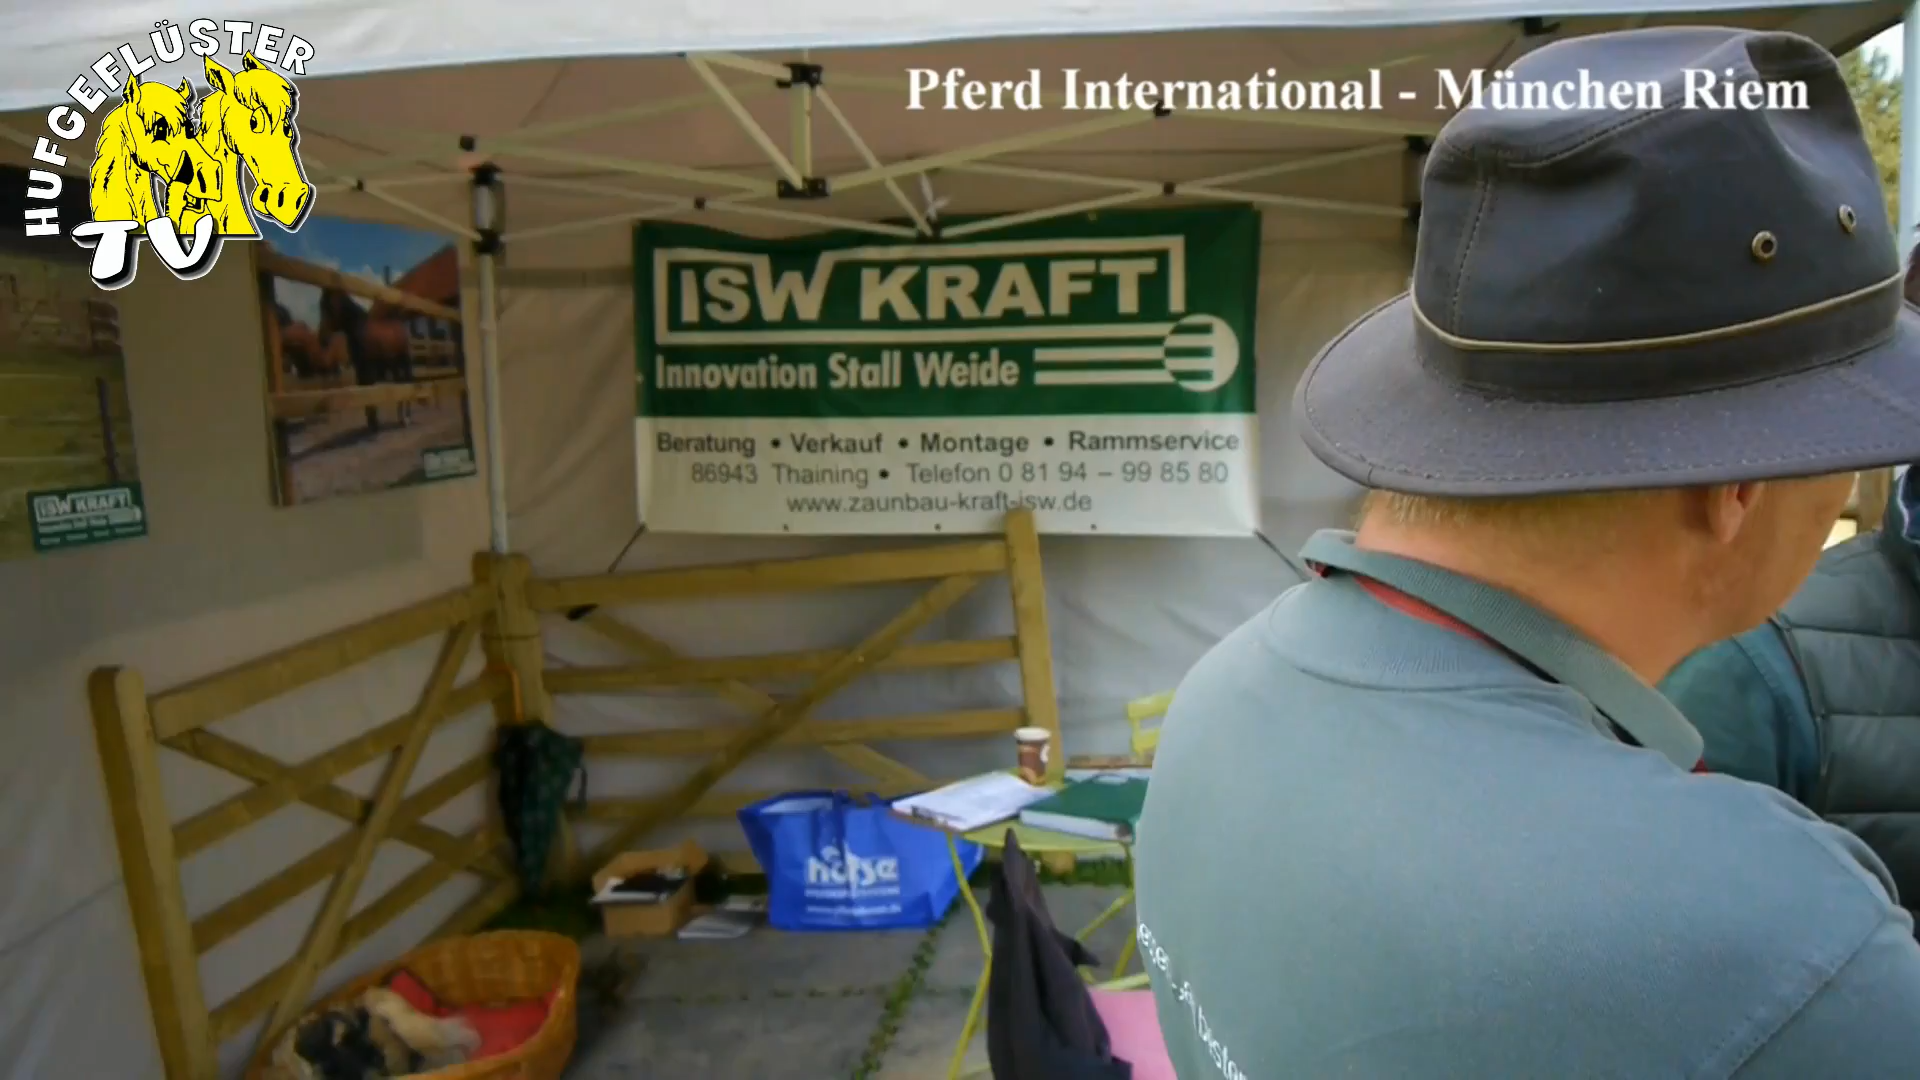 HUFGEFLÜSTER
TV
Pferd International - München Riem
ISW KRAFT
Innovation Stall Weide
Beratung • Verkauf • Montage • Rammservice
86943 Thaining • Telefon 0 81 94 – 99 85 80
www.zaunbau-kraft-isw.de
ISW KRAFT
horse